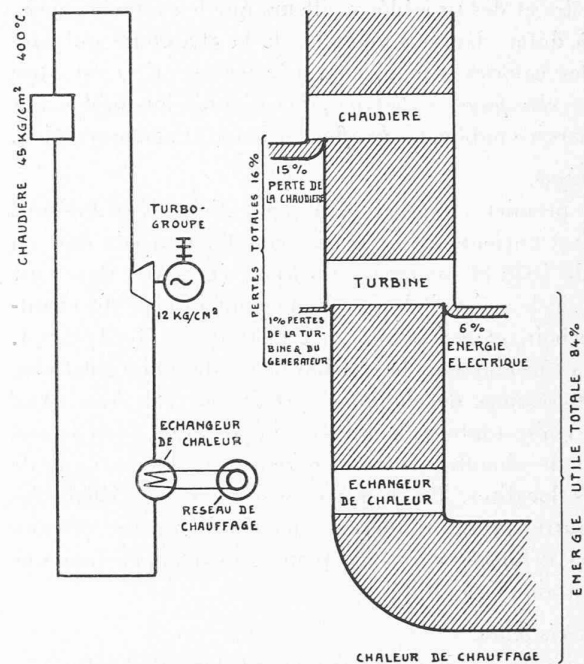 CHAUDIERE 45 KG/CM² 400°C
TURBO-
GROUPE
12 KG/CM²
ECHANGEUR
DE CHALEUR
RESEAU DE
CHAUFFAGE
CHAUDIERE
15%
PERTE DE
LA CHAUDIERE
PERTES TOTALES 16%
TURBINE
1% PERTES
DE LA TUR-
BINE & DU
GENERATEUR
6%
ENERGIE
ELECTRIQUE
ECHANGEUR
DE CHALEUR
ENERGIE UTILE TOTALE 84%
CHALEUR DE CHAUFFAGE